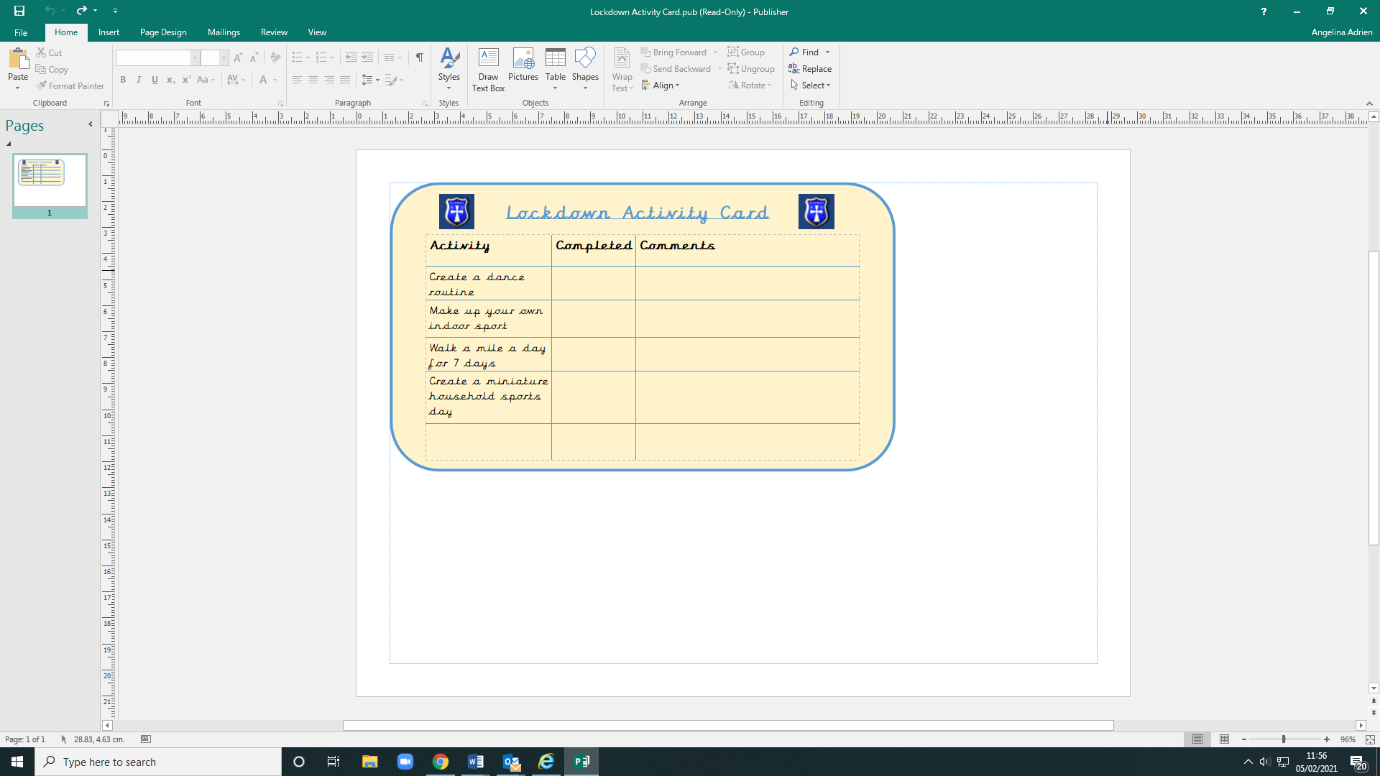 Lockdown Activity Card.pub (Read-Only) - Publisher
File Home Insert Page Design Mailings Review View Angelina Adrien
Paste
Cut
Copy
Format Painter
Clipboard
Font
Paragraph
Styles
Styles
Draw Text Box
Pictures
Table
Shapes
Objects
Wrap Text
Bring Forward
Send Backward
Align
Group
Ungroup
Rotate
Arrange
Find
Replace
Select
Editing
Pages
1
Lockdown Activity Card
Activity Completed Comments
Create a dance
routine
Make up your own
indoor sport
Walk a mile a day
for 7 days
Create a miniature
household sports
day
Page: 1 of 1 28.83, 4.63 cm. 96%
Type here to search
11:56
05/02/2021
20